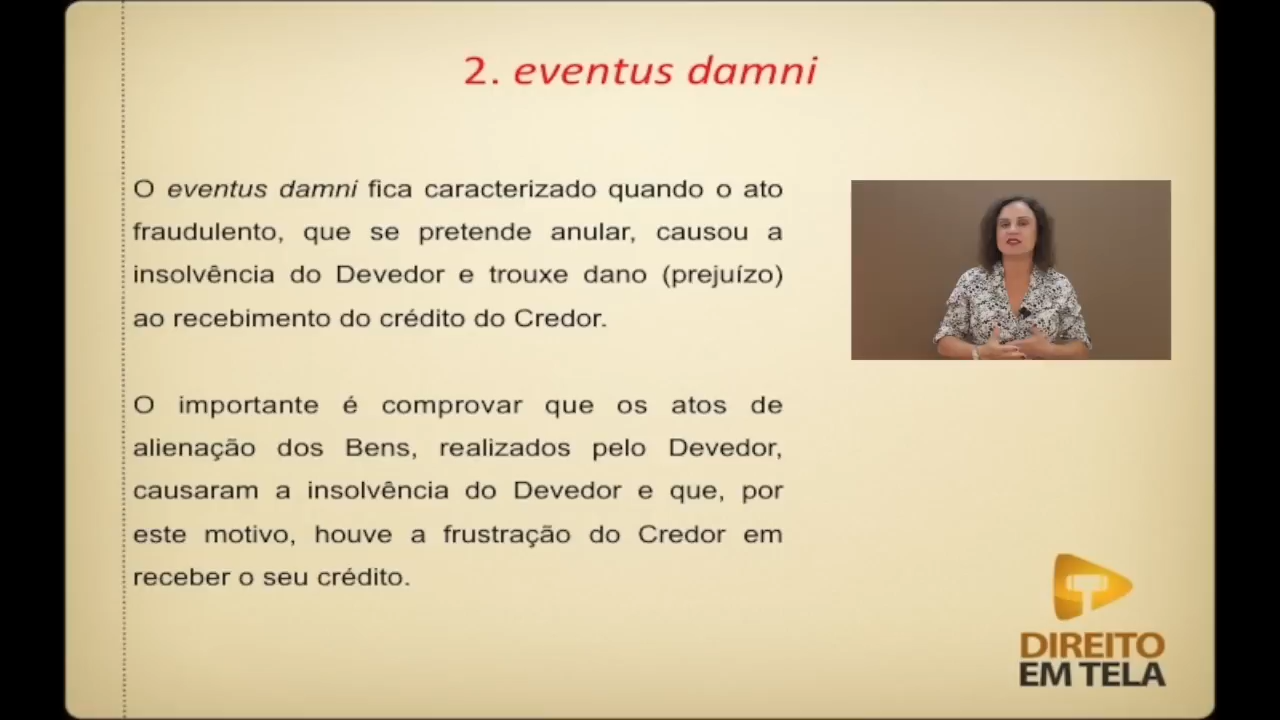 2. eventus damni
O eventus damni fica caracterizado quando o ato
fraudulento, que se pretende anular, causou a
insolvência do Devedor e trouxe dano (prejuízo)
ao recebimento do crédito do Credor.
O importante é comprovar que os atos de
alienação dos Bens, realizados pelo Devedor,
causaram a insolvência do Devedor e que, por
este motivo, houve a frustração do Credor em
receber o seu crédito.
DIREITO
EM TELA